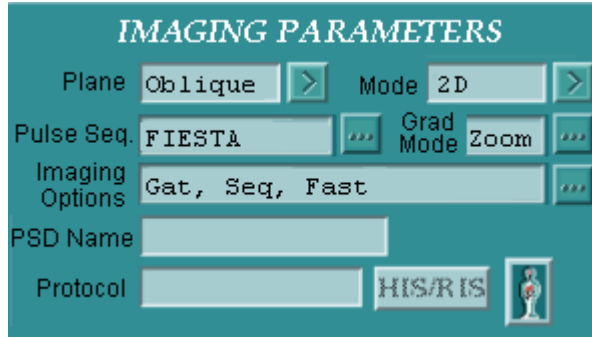 IMAGING PARAMETERS
Plane Oblique > Mode 2D >
Pulse Seq. FIESTA ... Grad Mode Zoom ...
Imaging Options Gat, Seq, Fast ...
PSD Name
Protocol HIS/RIS